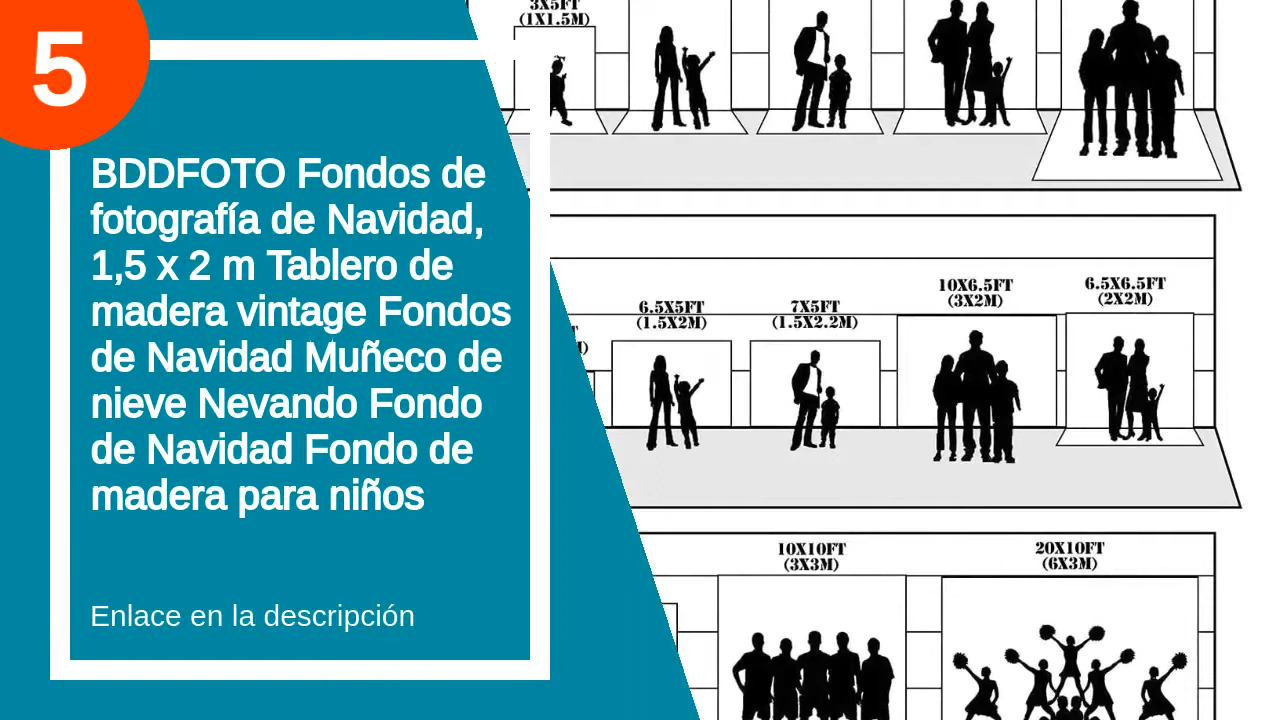 5
BDDFOTO Fondos de
fotografía de Navidad,
1,5 x 2 m Tablero de
madera vintage Fondos
de Navidad Muñeco de
nieve Nevando Fondo
de Navidad Fondo de
madera para niños
Enlace en la descripción
3X5FT
(1X1.5M)
6.5X5FT
(1.5X2M)
7X5FT
(1.5X2.2M)
10X6.5FT
(3X2M)
6.5X6.5FT
(2X2M)
10X10FT
(3X3M)
20X10FT
(6X3M)